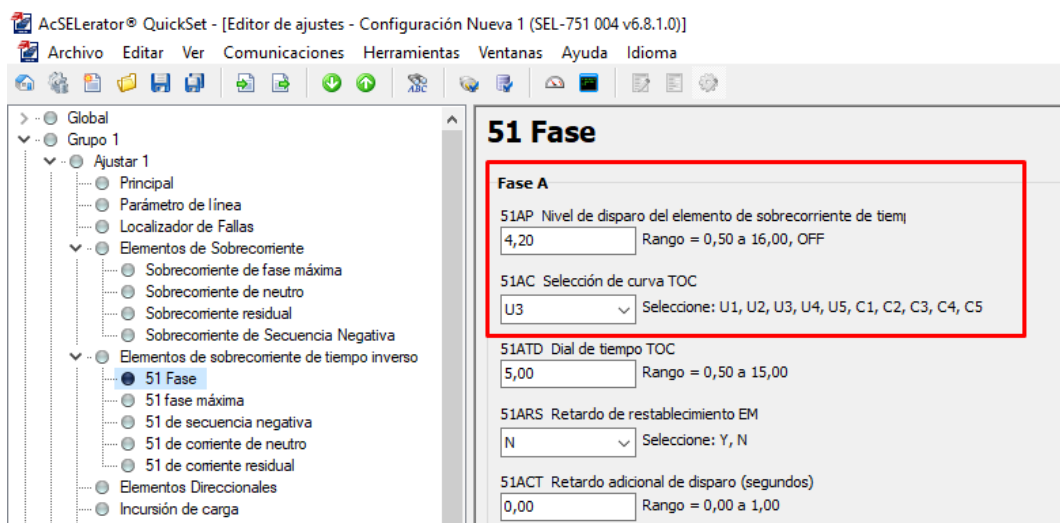 AcSELerator® QuickSet - [Editor de ajustes - Configuración Nueva 1 (SEL-751 004 v6.8.1.0)]
Archivo Editar Ver Comunicaciones Herramientas Ventanas Ayuda Idioma
ABC
Global
Grupo 1
Ajustar 1
Principal
Parámetro de línea
Localizador de Fallas
Elementos de Sobrecorriente
Sobrecorriente de fase máxima
Sobrecorriente de neutro
Sobrecorriente residual
Sobrecorriente de Secuencia Negativa
Elementos de sobrecorriente de tiempo inverso
51 Fase
51 fase máxima
51 de secuencia negativa
51 de corriente de neutro
51 de corriente residual
Elementos Direccionales
Incursión de carga
51 Fase
Fase A
51AP Nivel de disparo del elemento de sobrecorriente de tiem
4,20 Rango = 0,50 a 16,00, OFF
51AC Selección de curva TOC
U3 Seleccione: U1, U2, U3, U4, U5, C1, C2, C3, C4, C5
51ATD Dial de tiempo TOC
5,00 Rango = 0,50 a 15,00
51ARS Retardo de restablecimiento EM
N Seleccione: Y, N
51ACT Retardo adicional de disparo (segundos)
0,00 Rango = 0,00 a 1,00